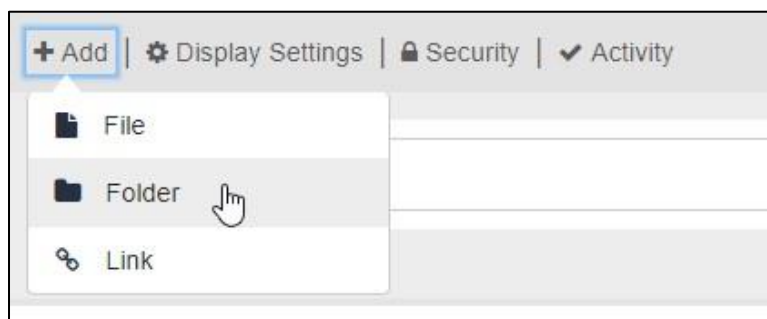 Add | Display Settings | Security | Activity
File
Folder
Link